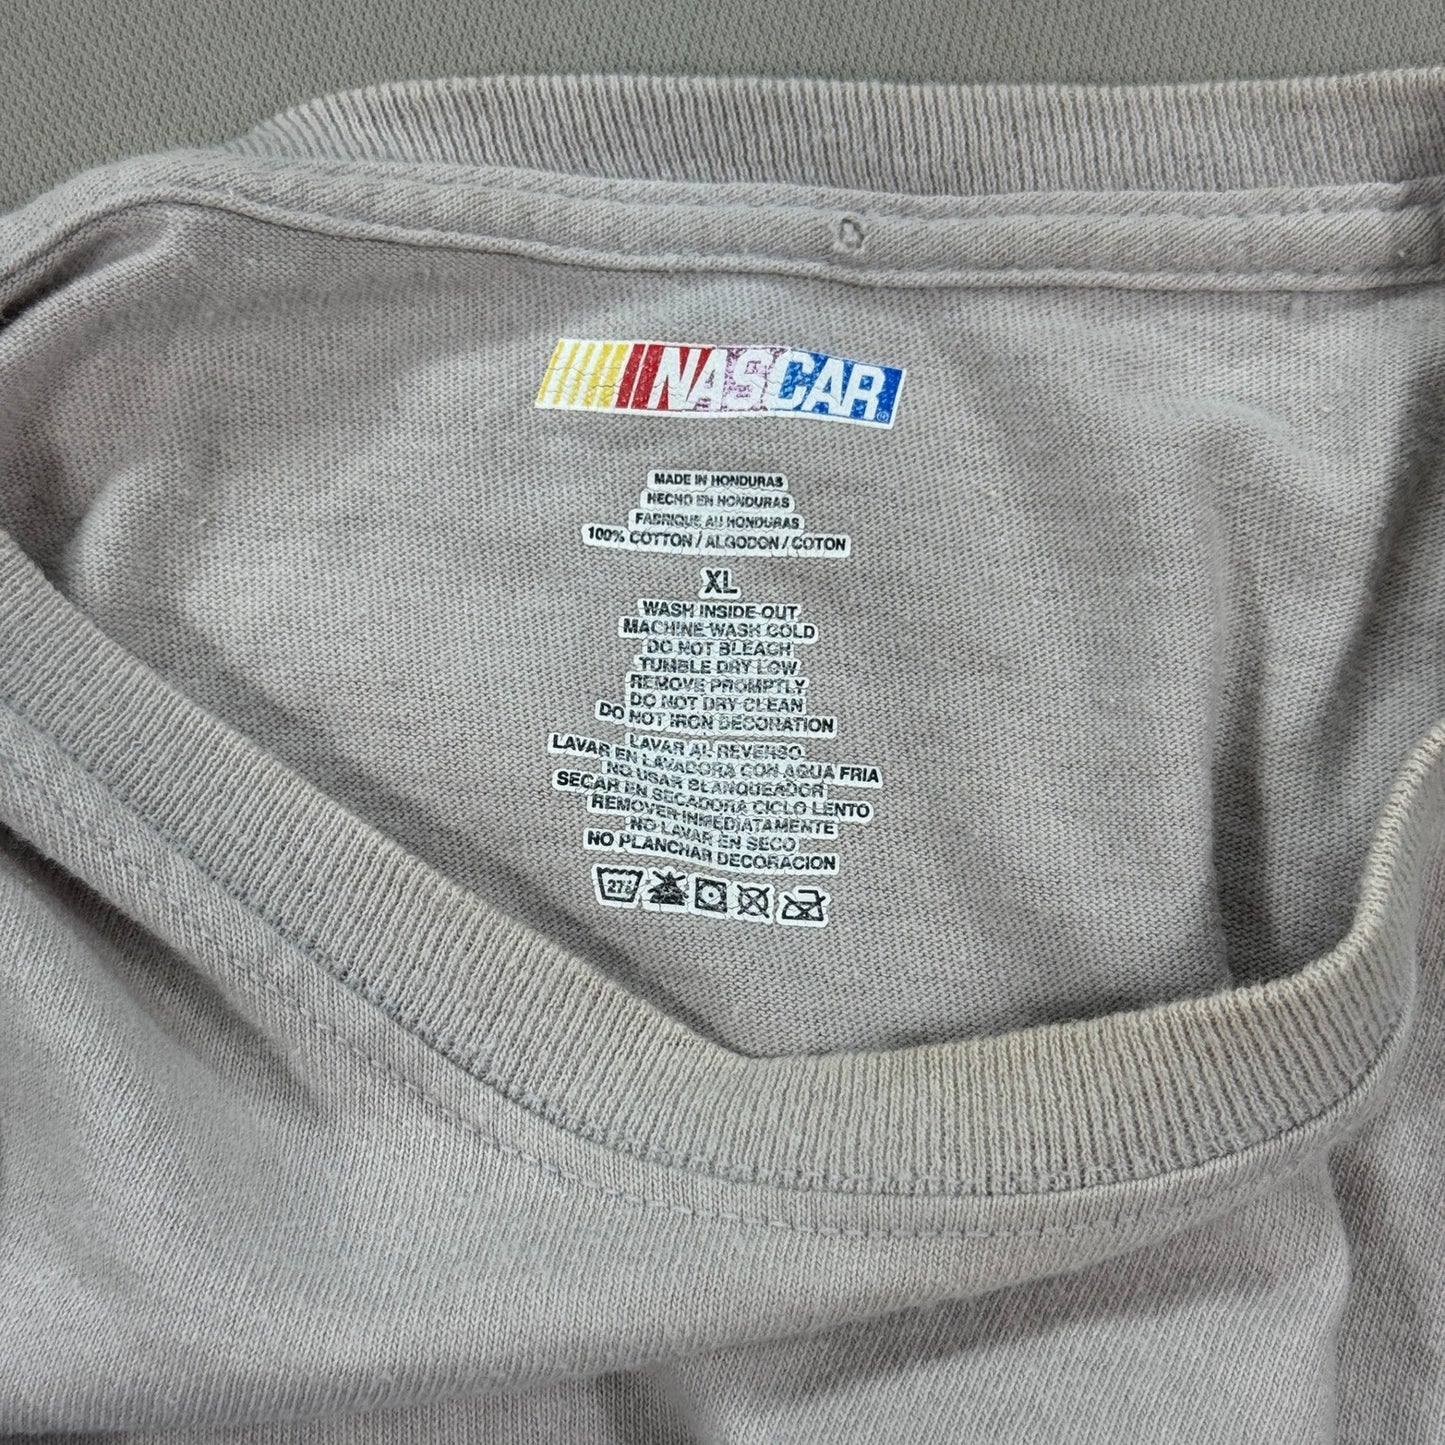 NASCAR®
MADE IN HONDURAS
HECHO EN HONDURAS
FABRIQUE AU HONDURAS
100% COTTON / ALGODON / COTON
XL
WASH INSIDE OUT
MACHINE WASH COLD
DO NOT BLEACH
TUMBLE DRY LOW
REMOVE PROMPTLY
DO NOT DRY CLEAN
DO NOT IRON DECORATION
LAVAR AL REVERSO
LAVAR EN LAVADORA CON AGUA FRIA
NO USAR BLANQUEADOR
SECAR EN SECADORA CICLO LENTO
REMOVER INMEDIATAMENTE
NO LAVAR EN SECO
NO PLANCHAR DECORACION